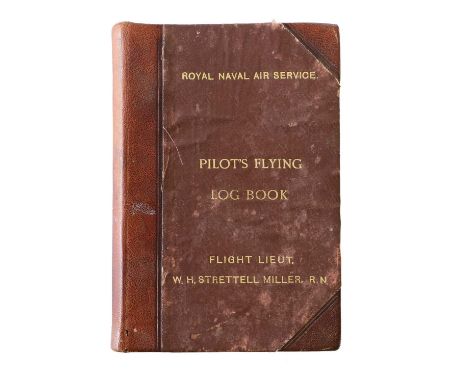 ROYAL NAVAL AIR SERVICE.
PILOT'S FLYING
LOG BOOK
FLIGHT LIEUT.
W. H. STRETTELL MILLER. R. N.